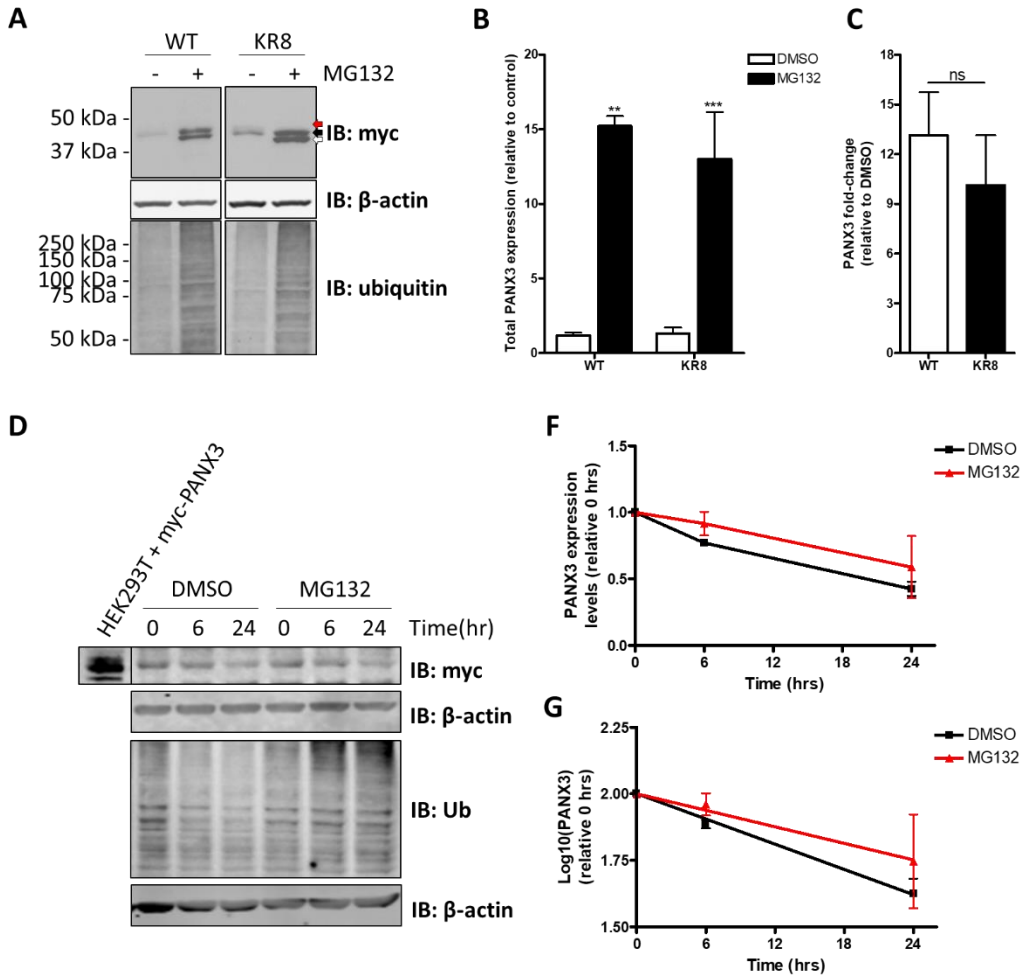 A
WT KR8
- + - + MG132
50 kDa -
37 kDa -
IB: myc
IB: β-actin
250 kDa -
150 kDa -
100 kDa -
75 kDa -
50 kDa -
IB: ubiquitin
B
Total PANX3 expression (relative to control)
20
15
10
5
0
** ***
WT KR8
DMSO
MG132
C
PANX3 fold-change
(relative to DMSO)
18
15
12
9
6
3
0
ns
WT KR8
D
HEK293T + myc-PANX3
DMSO MG132
0 6 24 0 6 24 Time(hr)
IB: myc
IB: β-actin
IB: Ub
IB: β-actin
F
PANX3 expression
levels (relative 0 hrs)
1.5
1.0
0.5
0.0
0 6 12 18 24
Time (hrs)
DMSO
MG132
G
Log10(PANX3)
(relative 0 hrs)
2.25
2.00
1.75
1.50
0 6 12 18 24
Time (hrs)
DMSO
MG132